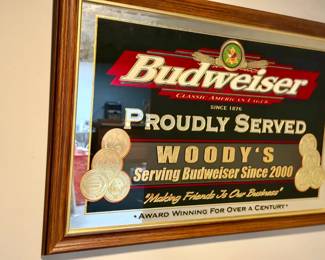 Budweiser
CLASSIC AMERICAN LAGER
SINCE 1876
PROUDLY SERVED
WOODY'S
Serving Budweiser Since 2000
"Making Friends Is Our Business"
• AWARD WINNING FOR OVER A CENTURY •